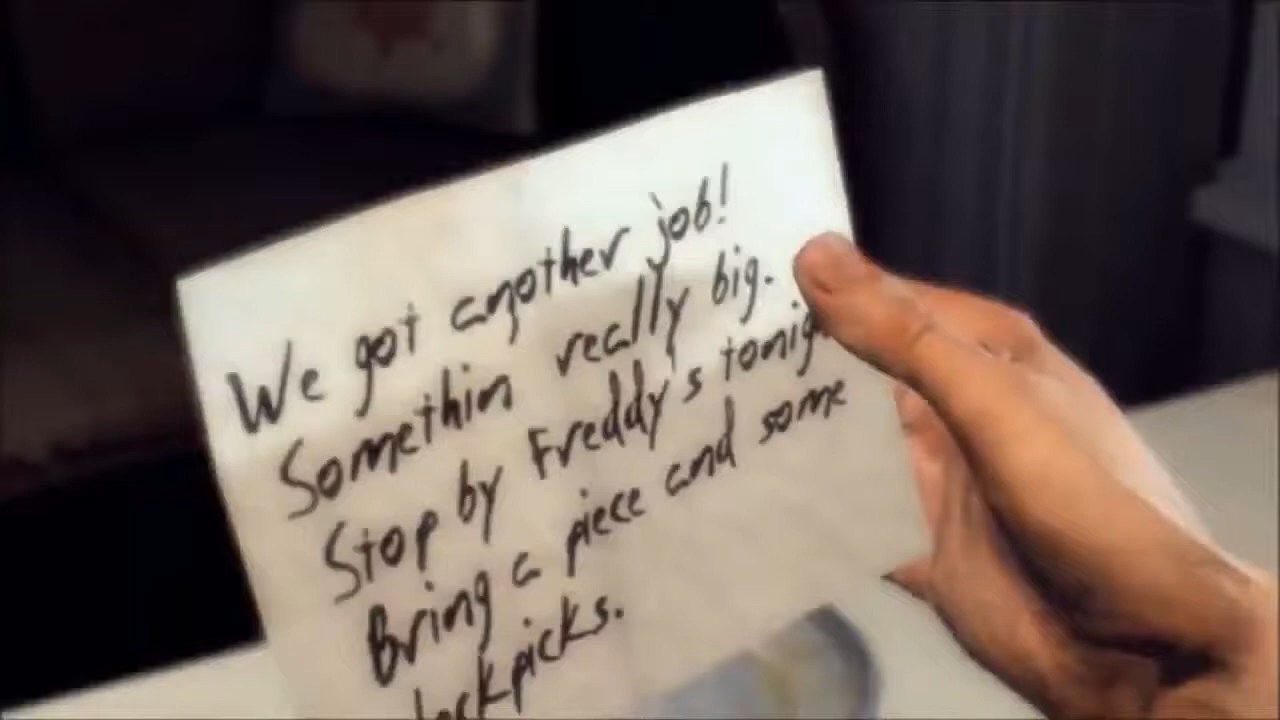 We got another job!
Somethin really big.
Stop by Freddy's tonig
Bring a piece and some
lockpicks.